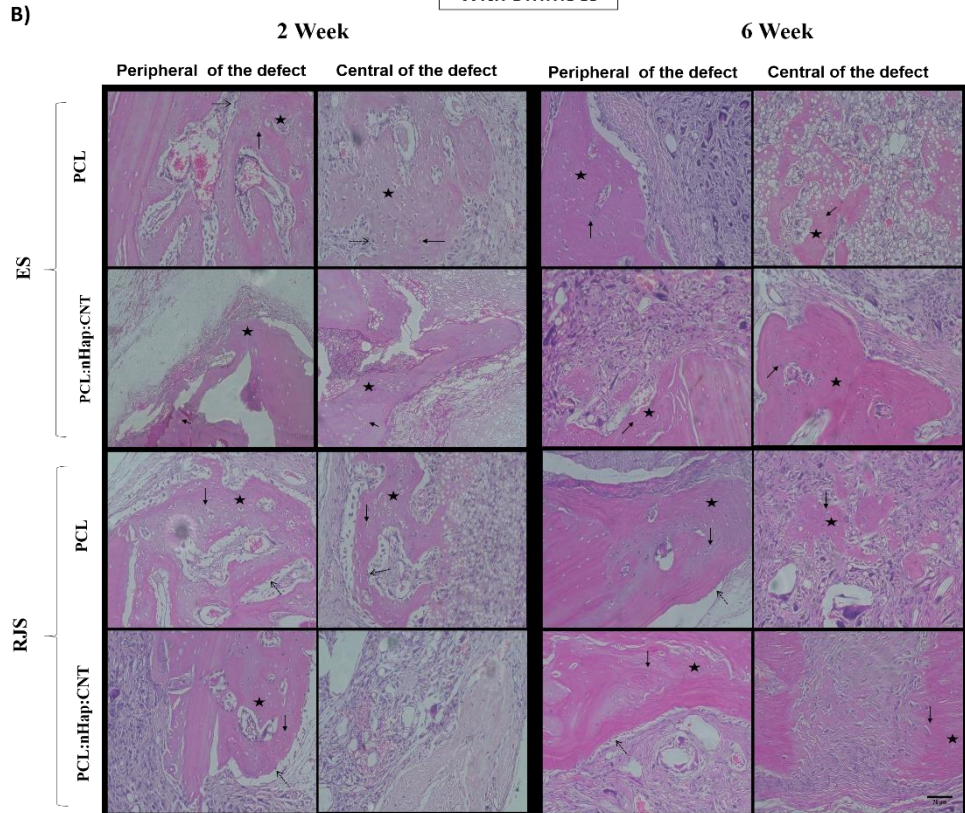 B)
2 Week
6 Week
Peripheral of the defect
Central of the defect
Peripheral of the defect
Central of the defect
ES
PCL
PCL:nHap:CNT
RJS
PCL
PCL:nHap:CNT